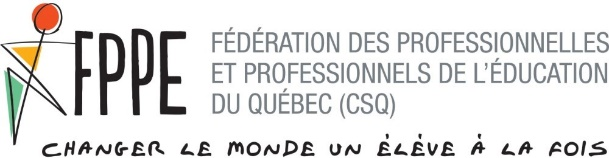 FPPE
FÉDÉRATION DES PROFESSIONNELLES
ET PROFESSIONNELS DE L'ÉDUCATION
DU QUÉBEC (CSQ)
CHANGER LE MONDE UN ÉLÈVE À LA FOIS